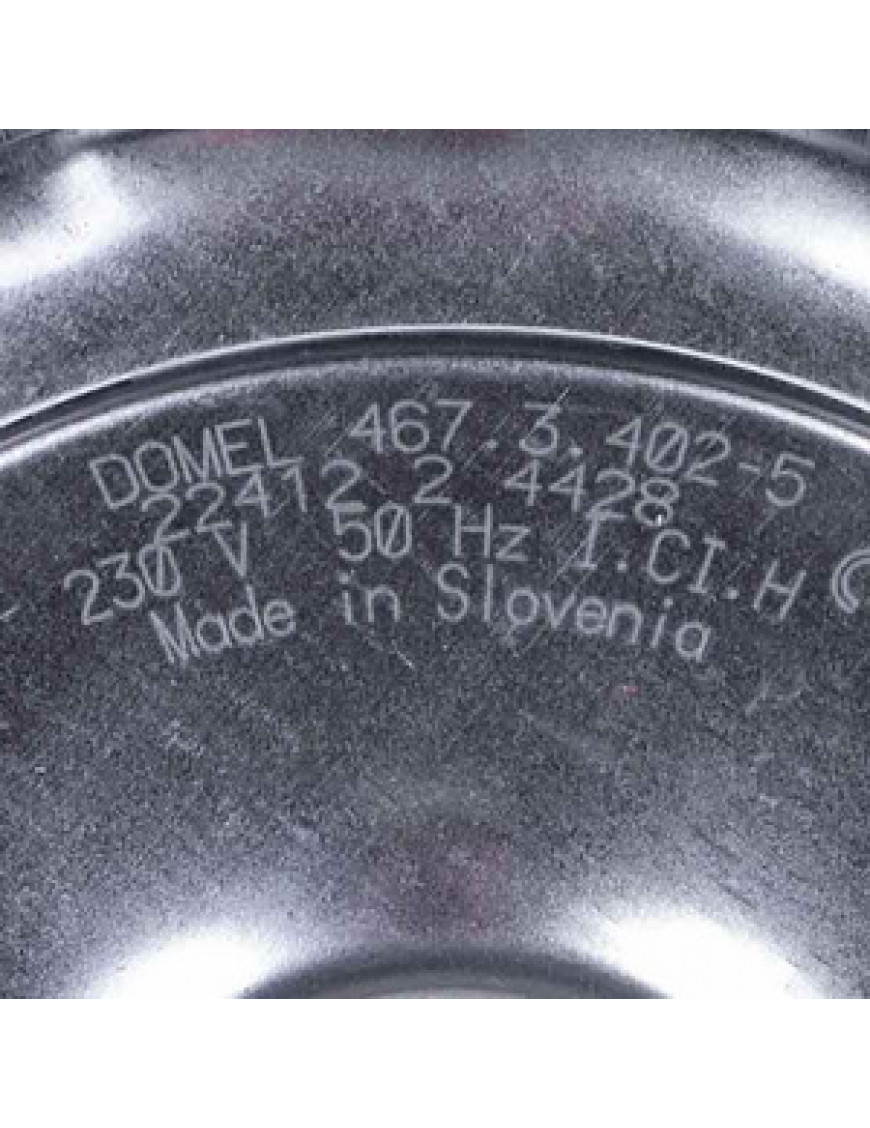 DOMEL 467.3.402-5
22412 2 4428
230 V 50 Hz I.CI.H
Made in Slovenia